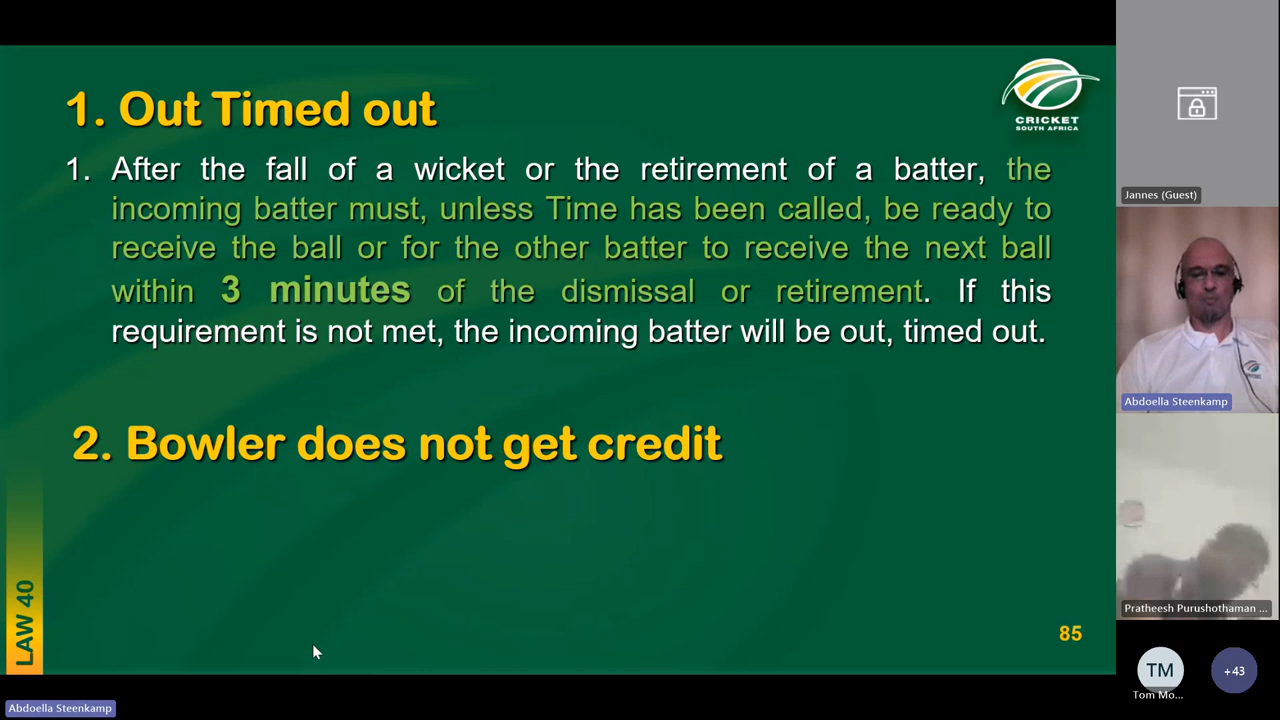 1. Out Timed out
1. After the fall of a wicket or the retirement of a batter, the
incoming batter must, unless Time has been called, be ready to
receive the ball or for the other batter to receive the next ball
within 3 minutes of the dismissal or retirement. If this
requirement is not met, the incoming batter will be out, timed out.
2. Bowler does not get credit
LAW 40
85
CRICKET
SOUTH AFRICA
Jannes (Guest)
Abdoella Steenkamp
Pratheesh Purushothaman ...
TM
Tom Mo...
+43
Abdoella Steenkamp